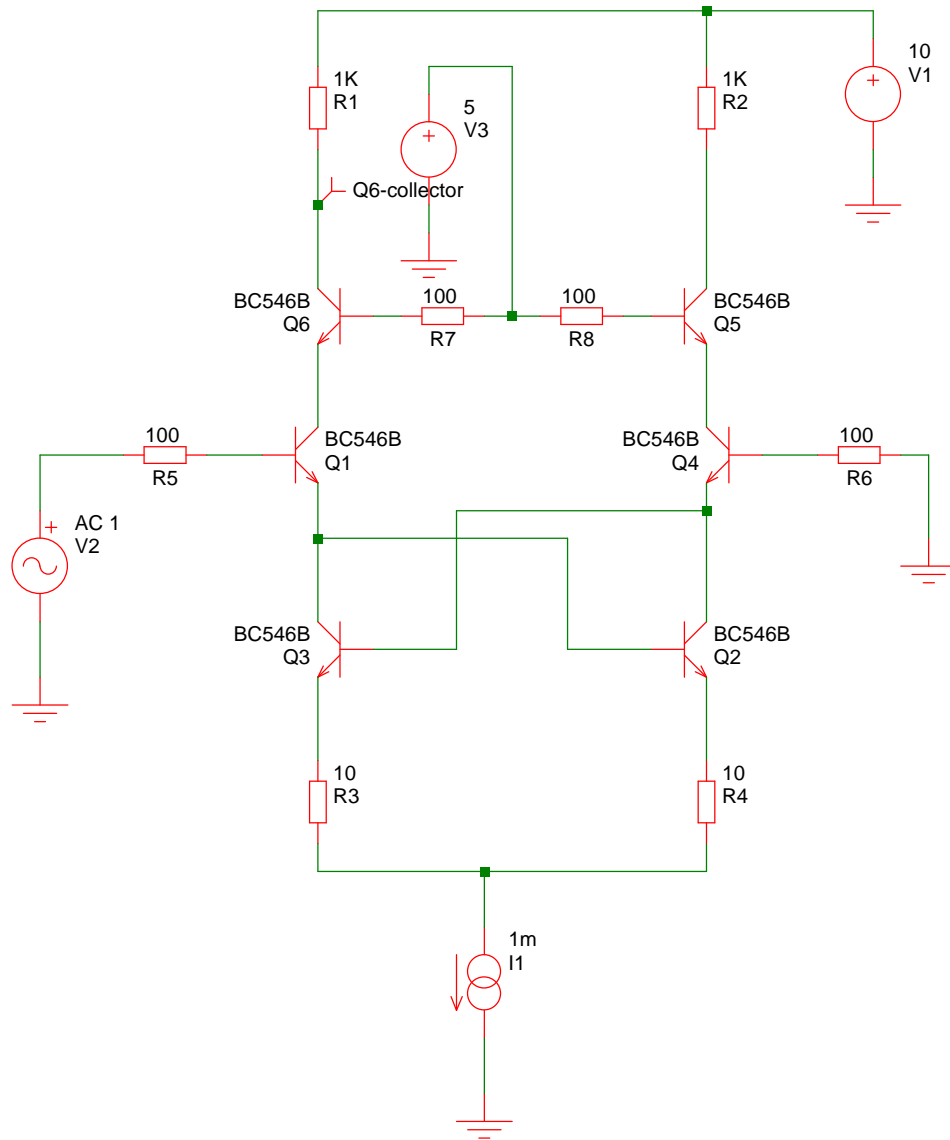 10
V1
1K
R1
1K
R2
5
V3
Q6-collector
BC546B
Q6
100
R7
100
R8
BC546B
Q5
100
R5
BC546B
Q1
BC546B
Q4
100
R6
AC 1
V2
BC546B
Q3
BC546B
Q2
10
R3
10
R4
1m
I1